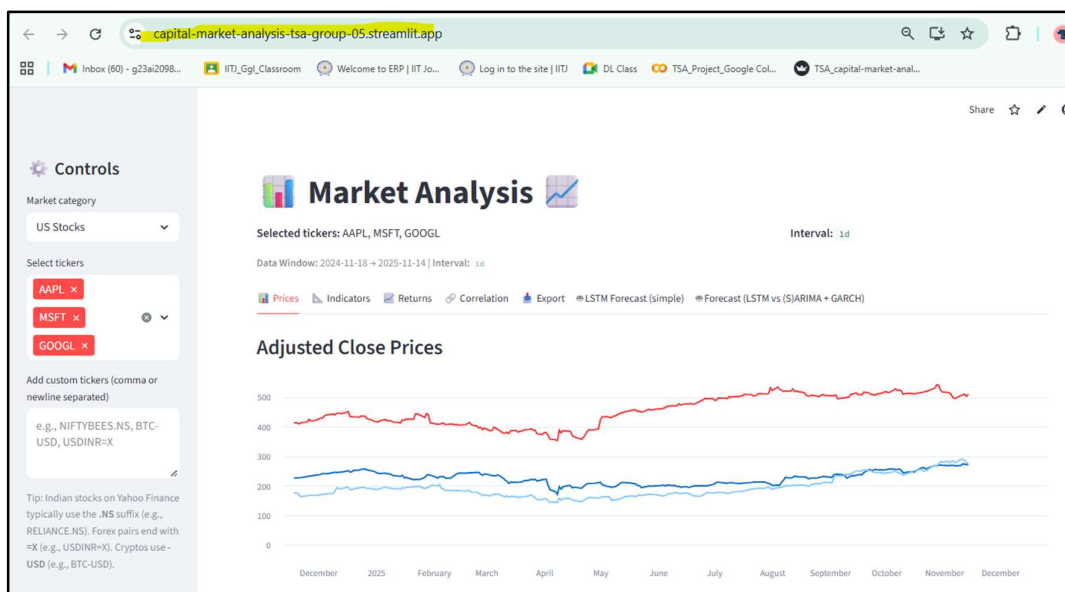 capital-market-analysis-tsa-group-05.streamlit.app
Inbox (60) - g23ai2098... IITJ_Ggl_Classroom Welcome to ERP | IIT Jo... Log in to the site | IITJ DL Class TSA_Project_Google Col... TSA_capital-market-anal...
Share
Controls
Market category
US Stocks
Select tickers
AAPL ×
MSFT ×
GOOGL ×
Add custom tickers (comma or
newline separated)
e.g., NIFTYBEES.NS, BTC-
USD, USDINR=X
Tip: Indian stocks on Yahoo Finance
typically use the .NS suffix (e.g.,
RELIANCE.NS). Forex pairs end with
=X (e.g., USDINR=X). Cryptos use -
USD (e.g., BTC-USD).
Market Analysis
Selected tickers: AAPL, MSFT, GOOGL Interval: 1d
Data Window: 2024-11-18 → 2025-11-14 | Interval: 1d
Prices Indicators Returns Correlation Export LSTM Forecast (simple) Forecast (LSTM vs (S)ARIMA + GARCH)
Adjusted Close Prices
500
400
300
200
100
0
December 2025 February March April May June July August September October November December